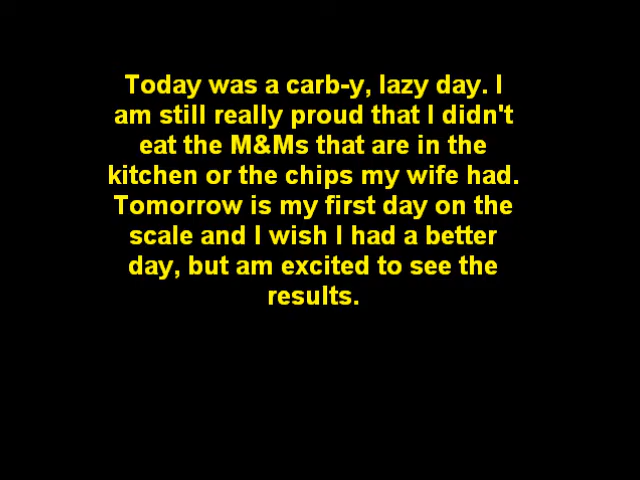 Today was a carb-y, lazy day. I
am still really proud that I didn't
eat the M&Ms that are in the
kitchen or the chips my wife had.
Tomorrow is my first day on the
scale and I wish I had a better
day, but am excited to see the
results.